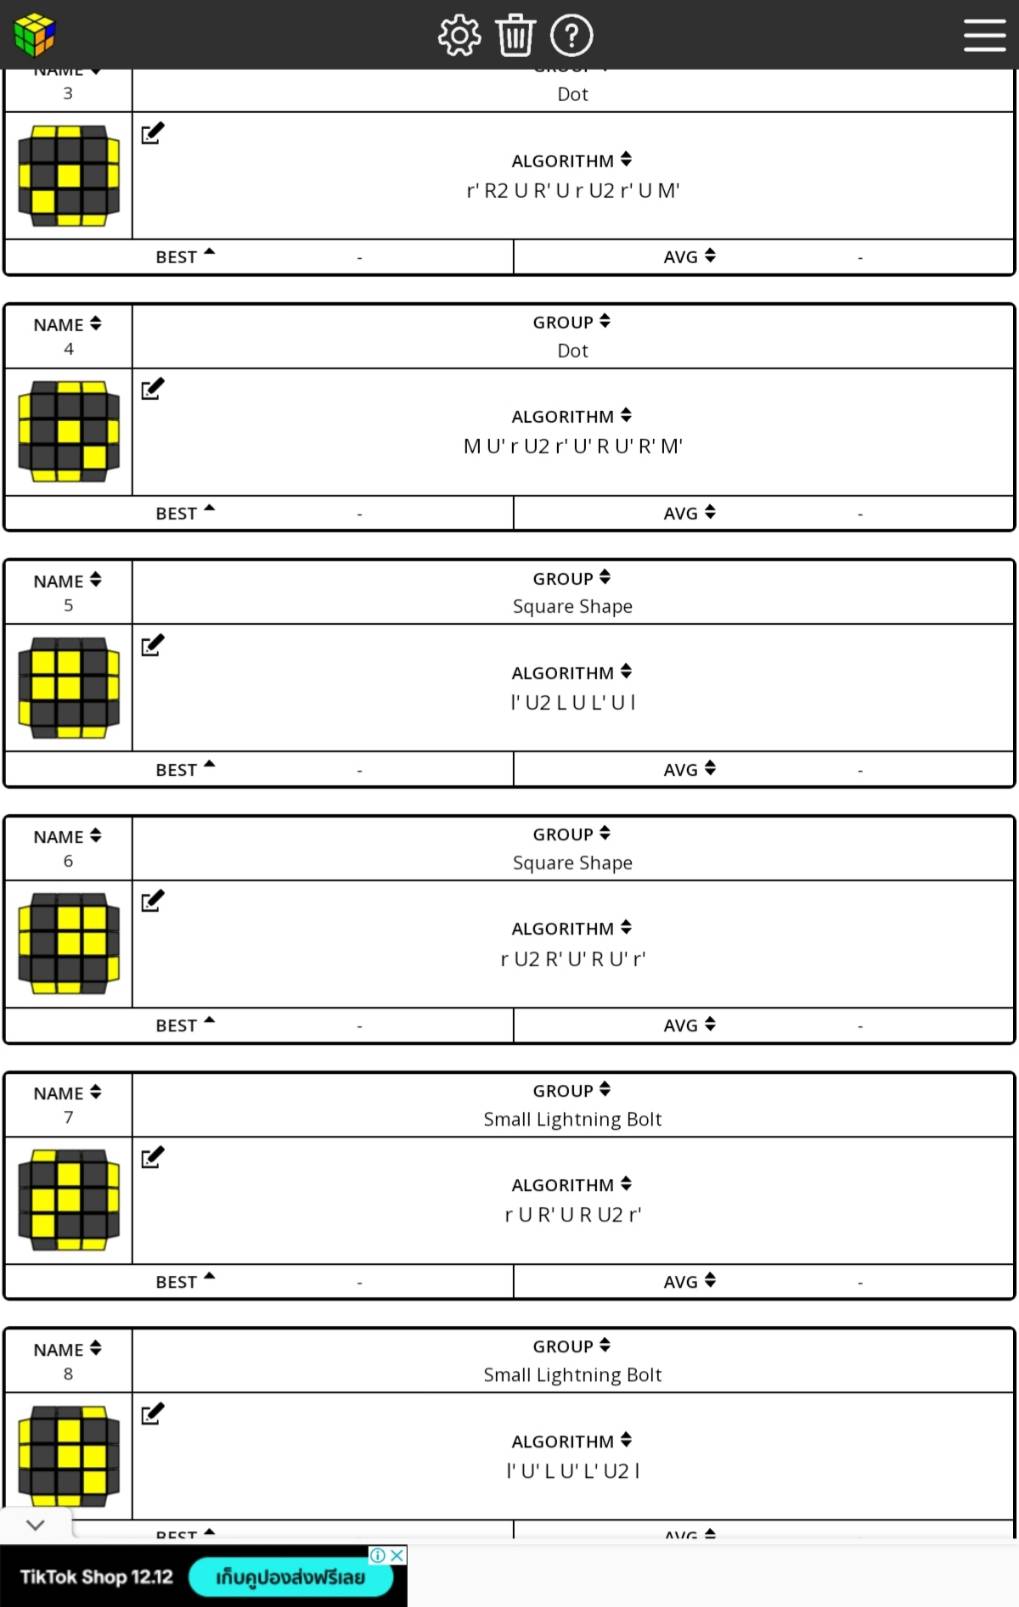 NAME
3
GROUP
Dot
ALGORITHM
r' R2 U R' U r U2 r' U M'
BEST - AVG -
NAME
4
GROUP
Dot
ALGORITHM
M U' r U2 r' U' R U' R' M'
BEST - AVG -
NAME
5
GROUP
Square Shape
ALGORITHM
l' U2 L U L' U l
BEST - AVG -
NAME
6
GROUP
Square Shape
ALGORITHM
r U2 R' U' R U' r'
BEST - AVG -
NAME
7
GROUP
Small Lightning Bolt
ALGORITHM
r U R' U R U2 r'
BEST - AVG -
NAME
8
GROUP
Small Lightning Bolt
ALGORITHM
l' U' L U' L' U2 l
BEST AVG
TikTok Shop 12.12 เก็บคูปองส่งฟรีเลย